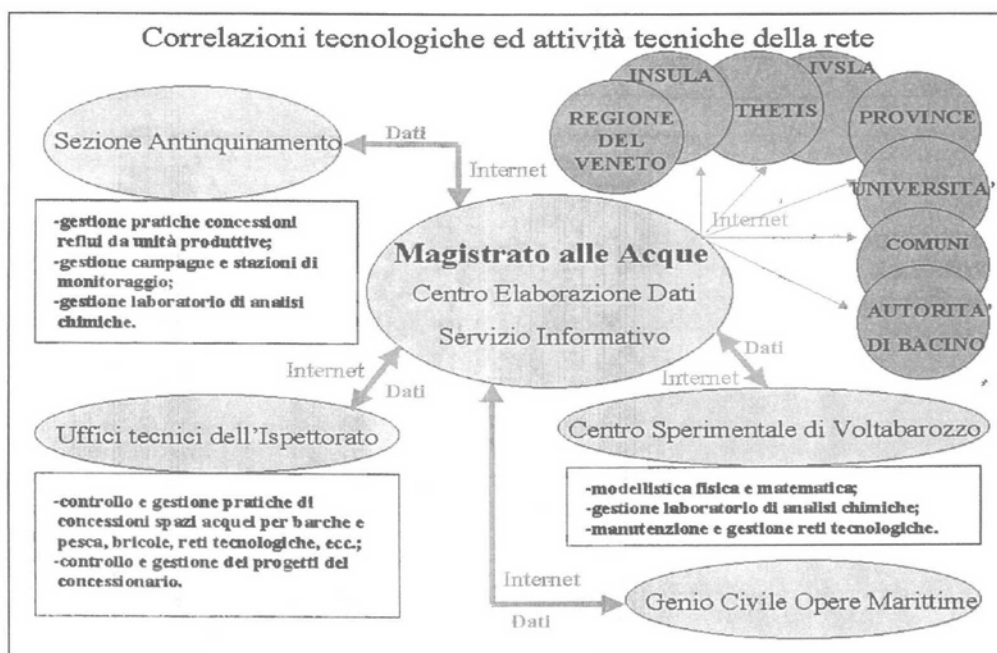 Correlazioni tecnologiche ed attività tecniche della rete
INSULA
IVSLA
REGIONE
DEL
VENETO
THETIS
PROVINCE
UNIVERSITA'
COMUNI
AUTORITA'
DI BACINO
Internet
Sezione Antinquinamento
Dati
Internet
-gestione pratiche concessioni
reflui da unità produttive;
-gestione campagne e stazioni di
monitoraggio;
-gestione laboratorio di analisi
chimiche.
Magistrato alle Acque
Centro Elaborazione Dati
Servizio Informativo
Internet
Dati
Dati
Internet
Uffici tecnici dell'Ispettorato
-controllo e gestione pratiche di
concessioni spazi acquei per barche e
pesca, bricole, reti tecnologiche, ecc.;
-controllo e gestione dei progetti del
concessionario.
Centro Sperimentale di Voltabarozzo
-modellistica fisica e matematica;
-gestione laboratorio di analisi chimiche;
-manutenzione e gestione reti tecnologiche.
Internet
Dati
Genio Civile Opere Marittime